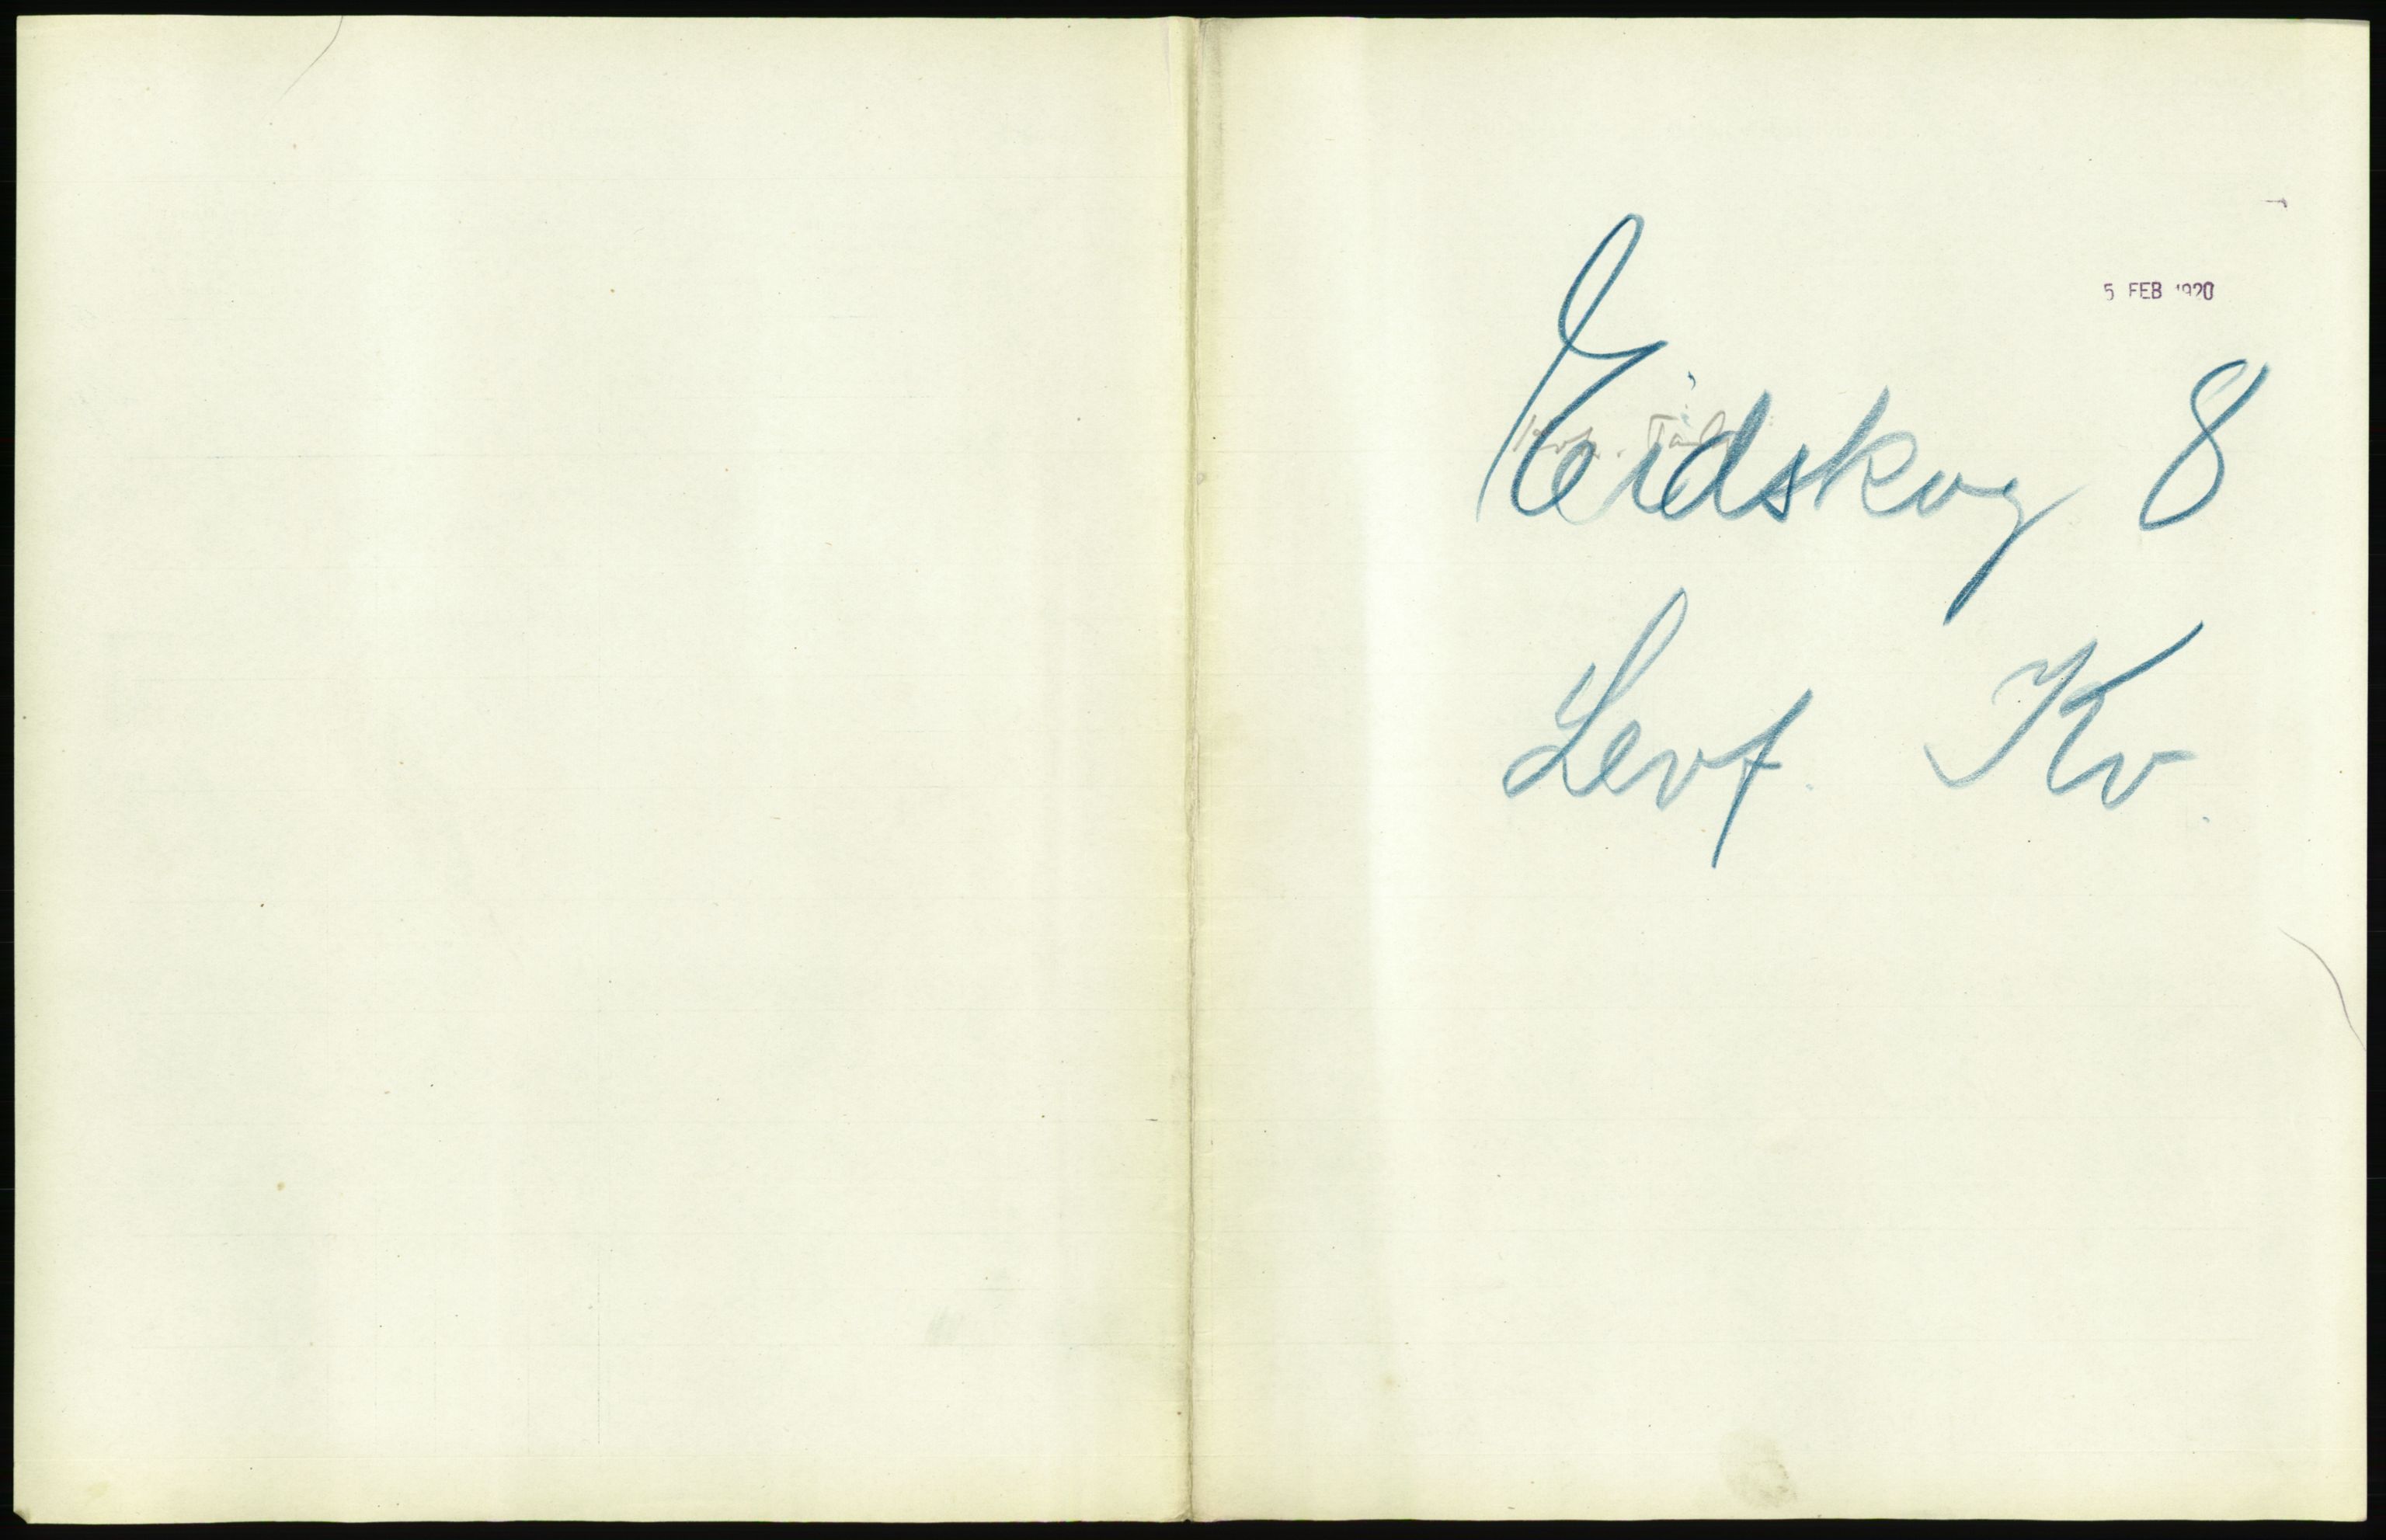 5 FEB 1920
Eidskog 8
Levf. Kv.